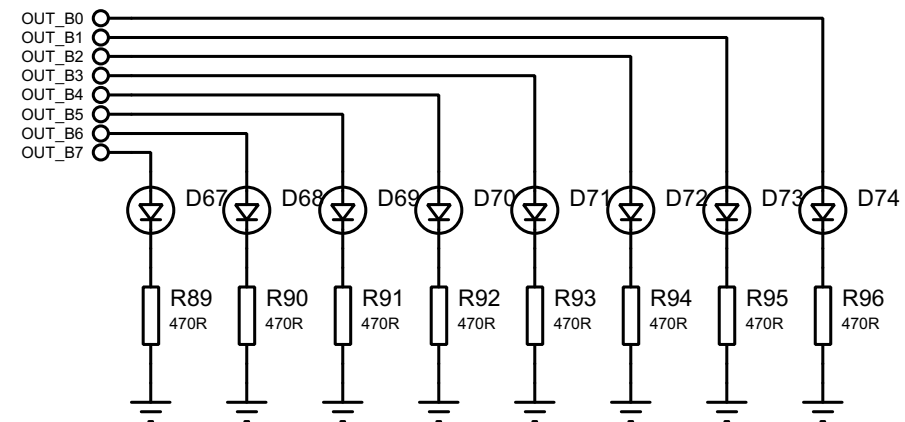 OUT_B0
OUT_B1
OUT_B2
OUT_B3
OUT_B4
OUT_B5
OUT_B6
OUT_B7
D67 D68 D69 D70 D71 D72 D73 D74
R89 R90 R91 R92 R93 R94 R95 R96
470R 470R 470R 470R 470R 470R 470R 470R